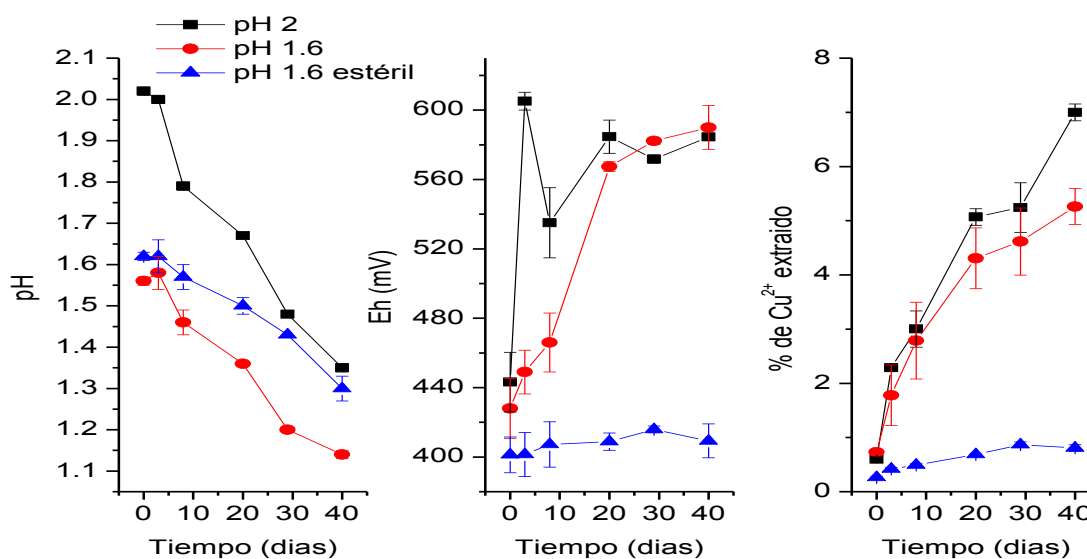 pH 2
pH 1.6
pH 1.6 estéril
pH
2.1
2.0
1.9
1.8
1.7
1.6
1.5
1.4
1.3
1.2
1.1
0 10 20 30 40
Tiempo (dias)
Eh (mV)
600
560
520
480
440
400
0 10 20 30 40
Tiempo (dias)
% de Cu²⁺ extraido
8
6
4
2
0
0 10 20 30 40
Tiempo (dias)